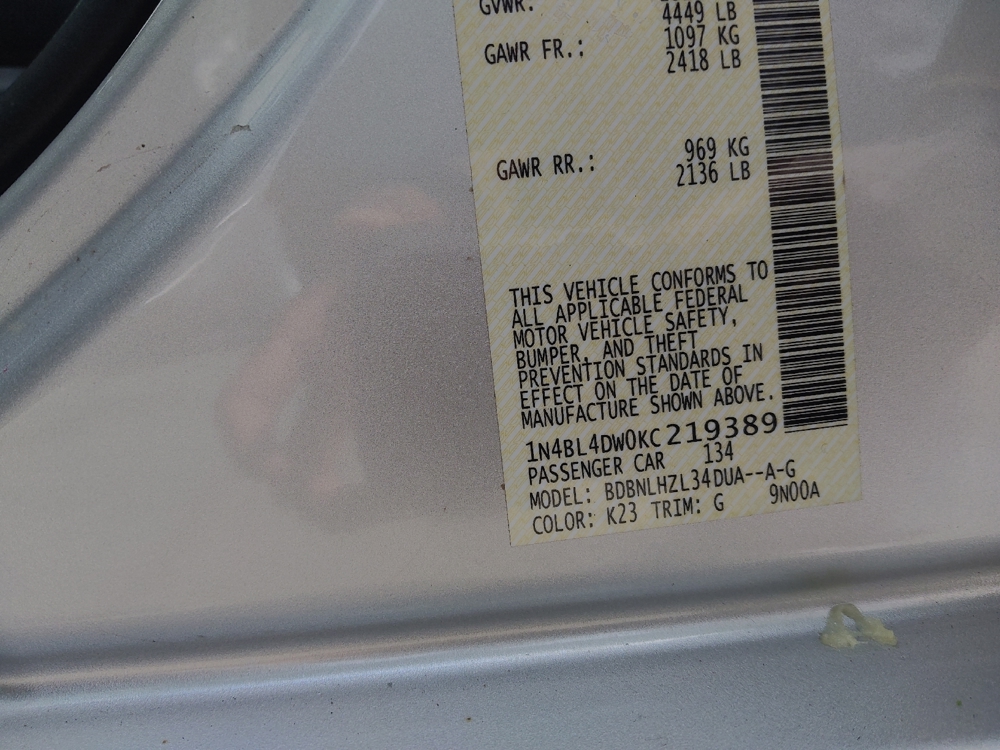 GVWR:
4449 LB
GAWR FR.: 1097 KG
2418 LB
GAWR RR.: 969 KG
2136 LB
THIS VEHICLE CONFORMS TO
ALL APPLICABLE FEDERAL
MOTOR VEHICLE SAFETY,
BUMPER, AND THEFT
PREVENTION STANDARDS IN
EFFECT ON THE DATE OF
MANUFACTURE SHOWN ABOVE.
1N4BL4DW0KC219389
PASSENGER CAR 134
MODEL: BDBNLHZL34DUA--A-G
COLOR: K23 TRIM: G 9N00A